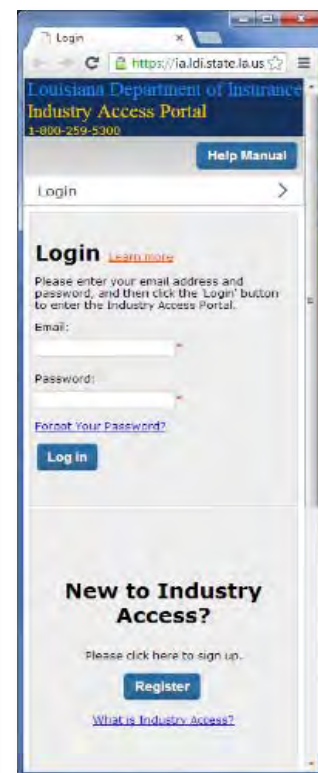 Login
https://ia.ldi.state.la.us
Louisiana Department of Insurance
Industry Access Portal
1-800-259-5300
Help Manual
Login
Login Learn more
Please enter your email address and
password, and then click the 'Login' button
to enter the Industry Access Portal.
Email:
*
Password:
*
Forgot Your Password?
Log in
New to Industry
Access?
Please click here to sign up.
Register
What is Industry Access?